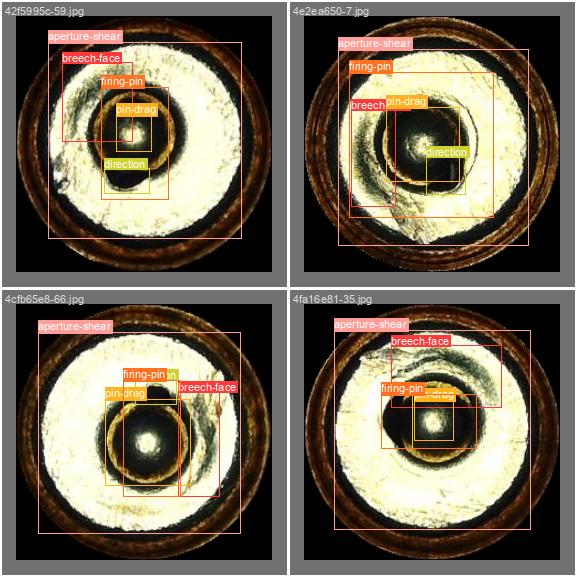 42f5995c-59.jpg
aperture-shear
breech-face
firing-pin
pin-drag
direction
4e2ea650-7.jpg
aperture-shear
firing-pin
breech
pin-drag
direction
4cfb65e8-66.jpg
aperture-shear
firing-pin
breech-face
pin-drag
4fa16e81-35.jpg
aperture-shear
breech-face
firing-pin
pin-drag